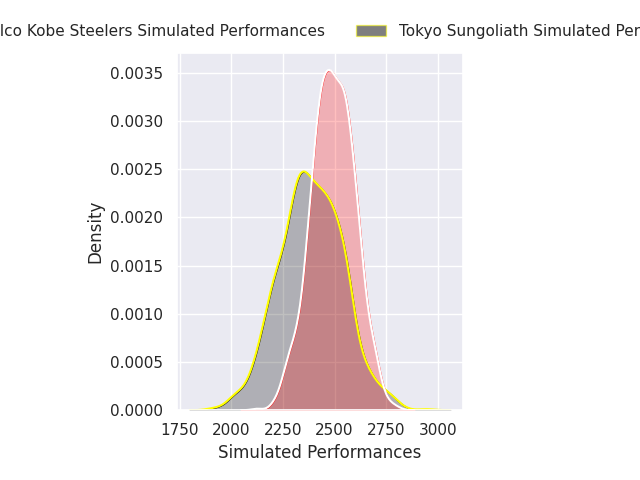 lco Kobe Steelers Simulated Performances
Tokyo Sungoliath Simulated Per
0.0035
0.0030
0.0025
0.0020
0.0015
0.0010
0.0005
0.0000
Density
1750 2000 2250 2500 2750 3000
Simulated Performances